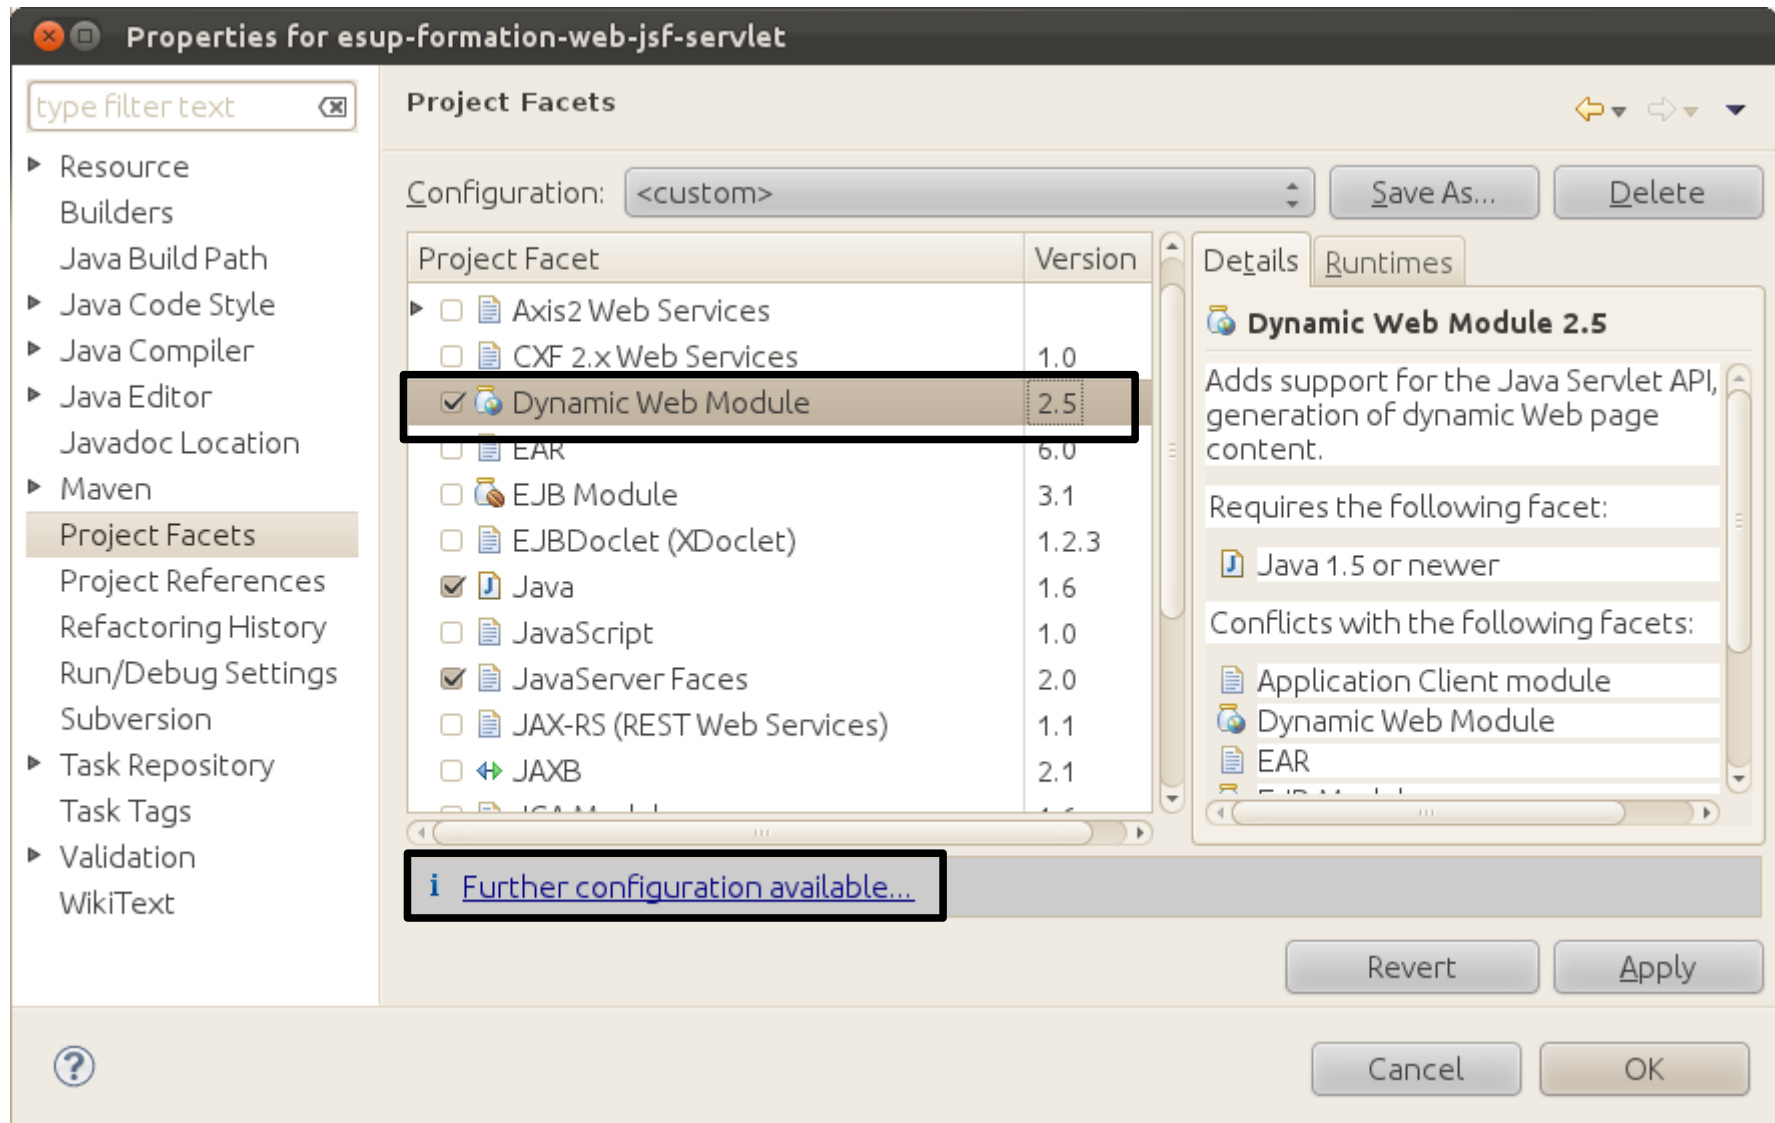 Properties for esup-formation-web-jsf-servlet
type filter text
Resource
Builders
Java Build Path
Java Code Style
Java Compiler
Java Editor
Javadoc Location
Maven
Project Facets
Project References
Refactoring History
Run/Debug Settings
Subversion
Task Repository
Task Tags
Validation
WikiText
Project Facets
Configuration: <custom> Save As... Delete
Project Facet Version
Axis2 Web Services
CXF 2.x Web Services 1.0
Dynamic Web Module 2.5
EAR 6.0
EJB Module 3.1
EJBDoclet (XDoclet) 1.2.3
Java 1.6
JavaScript 1.0
JavaServer Faces 2.0
JAX-RS (REST Web Services) 1.1
JAXB 2.1
Details Runtimes
Dynamic Web Module 2.5
Adds support for the Java Servlet API,
generation of dynamic Web page
content.
Requires the following facet:
Java 1.5 or newer
Conflicts with the following facets:
Application Client module
Dynamic Web Module
EAR
i Further configuration available...
Revert Apply
Cancel OK